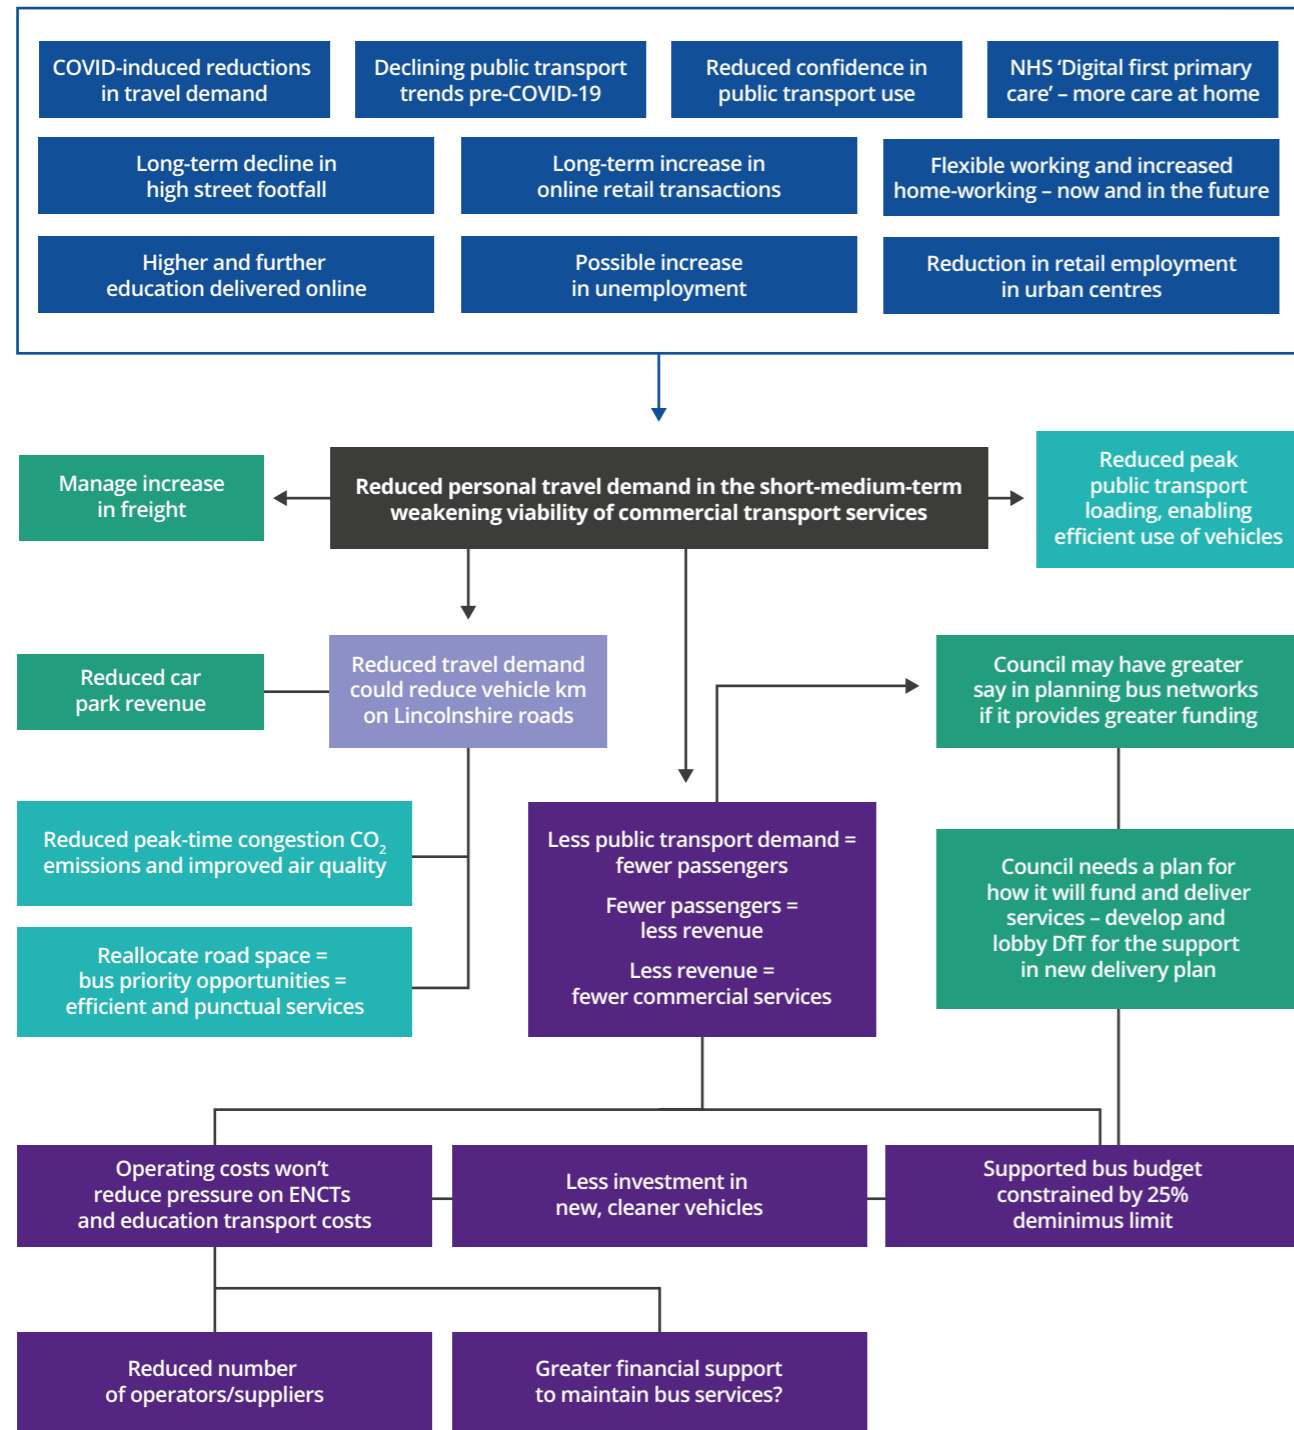 COVID-induced reductions
in travel demand
Declining public transport
trends pre-COVID-19
Reduced confidence in
public transport use
NHS ‘Digital first primary
care’ – more care at home
Long-term decline in
high street footfall
Long-term increase in
online retail transactions
Flexible working and increased
home-working – now and in the future
Higher and further
education delivered online
Possible increase
in unemployment
Reduction in retail employment
in urban centres
Manage increase
in freight
Reduced personal travel demand in the short-medium-term
weakening viability of commercial transport services
Reduced peak
public transport
loading, enabling
efficient use of vehicles
Reduced car
park revenue
Reduced travel demand
could reduce vehicle km
on Lincolnshire roads
Council may have greater
say in planning bus networks
if it provides greater funding
Reduced peak-time congestion CO₂
emissions and improved air quality
Reallocate road space =
bus priority opportunities =
efficient and punctual services
Less public transport demand =
fewer passengers
Fewer passengers =
less revenue
Less revenue =
fewer commercial services
Council needs a plan for
how it will fund and deliver
services – develop and
lobby DfT for the support
in new delivery plan
Operating costs won’t
reduce pressure on ENCTs
and education transport costs
Less investment in
new, cleaner vehicles
Supported bus budget
constrained by 25%
deminimus limit
Reduced number
of operators/suppliers
Greater financial support
to maintain bus services?